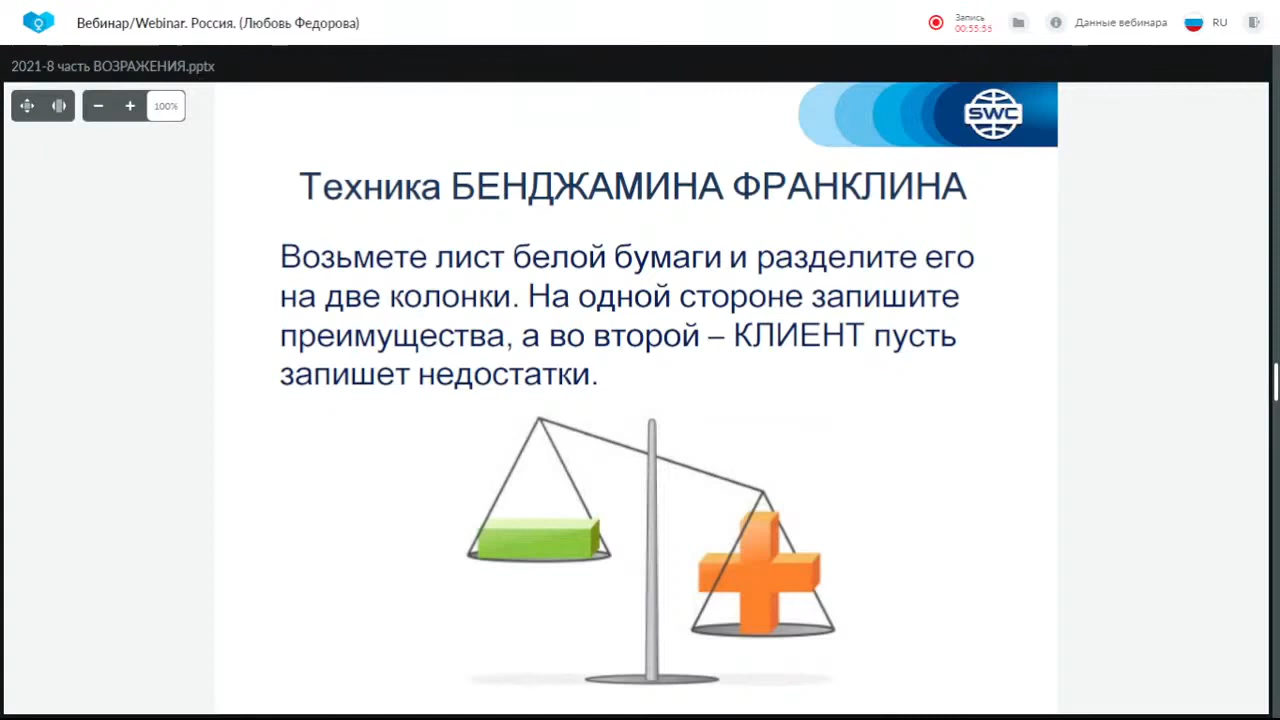 Вебинар/Webinar. Россия. (Любовь Федорова)
Запись
00:55:53
Данные вебинара
RU
2021-8 часть ВОЗРАЖЕНИЯ.pptx
100%
SWC
Техника БЕНДЖАМИНА ФРАНКЛИНА
Возьмете лист белой бумаги и разделите его
на две колонки. На одной стороне запишите
преимущества, а во второй – КЛИЕНТ пусть
запишет недостатки.